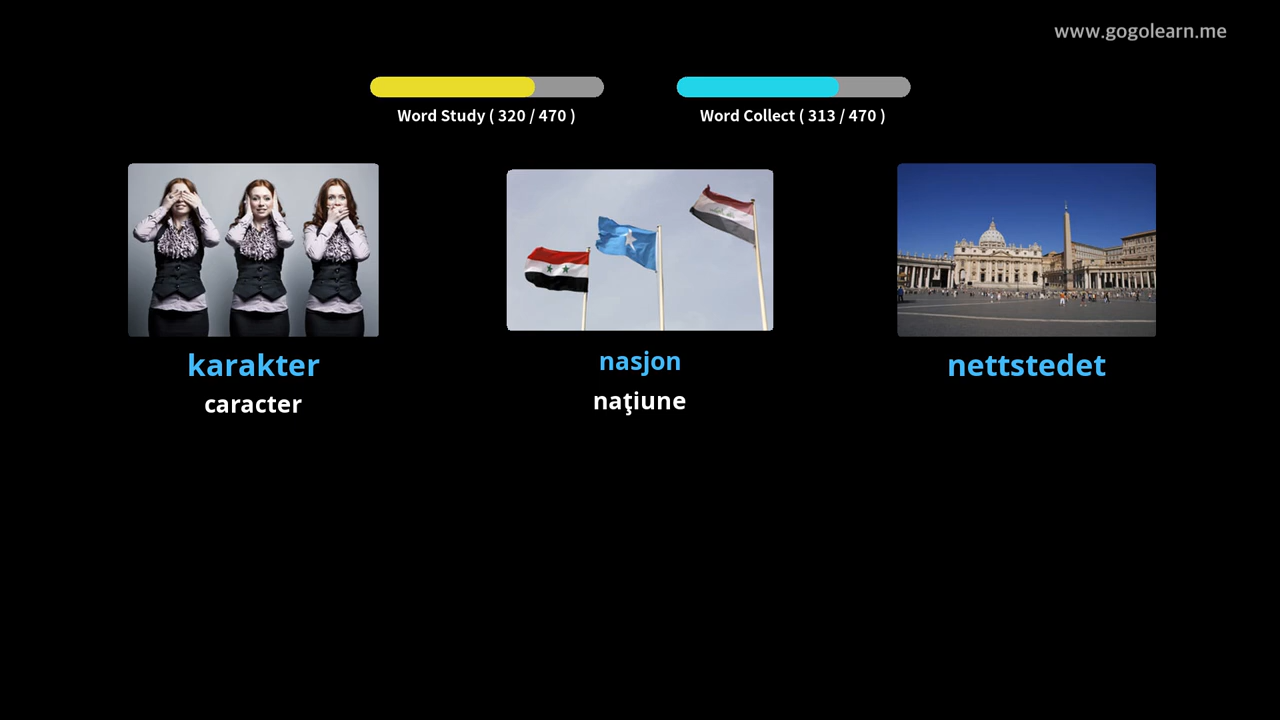 www.gogolearn.me
Word Study ( 320 / 470 )
Word Collect ( 313 / 470 )
karakter
caracter
nasjon
naţiune
nettstedet